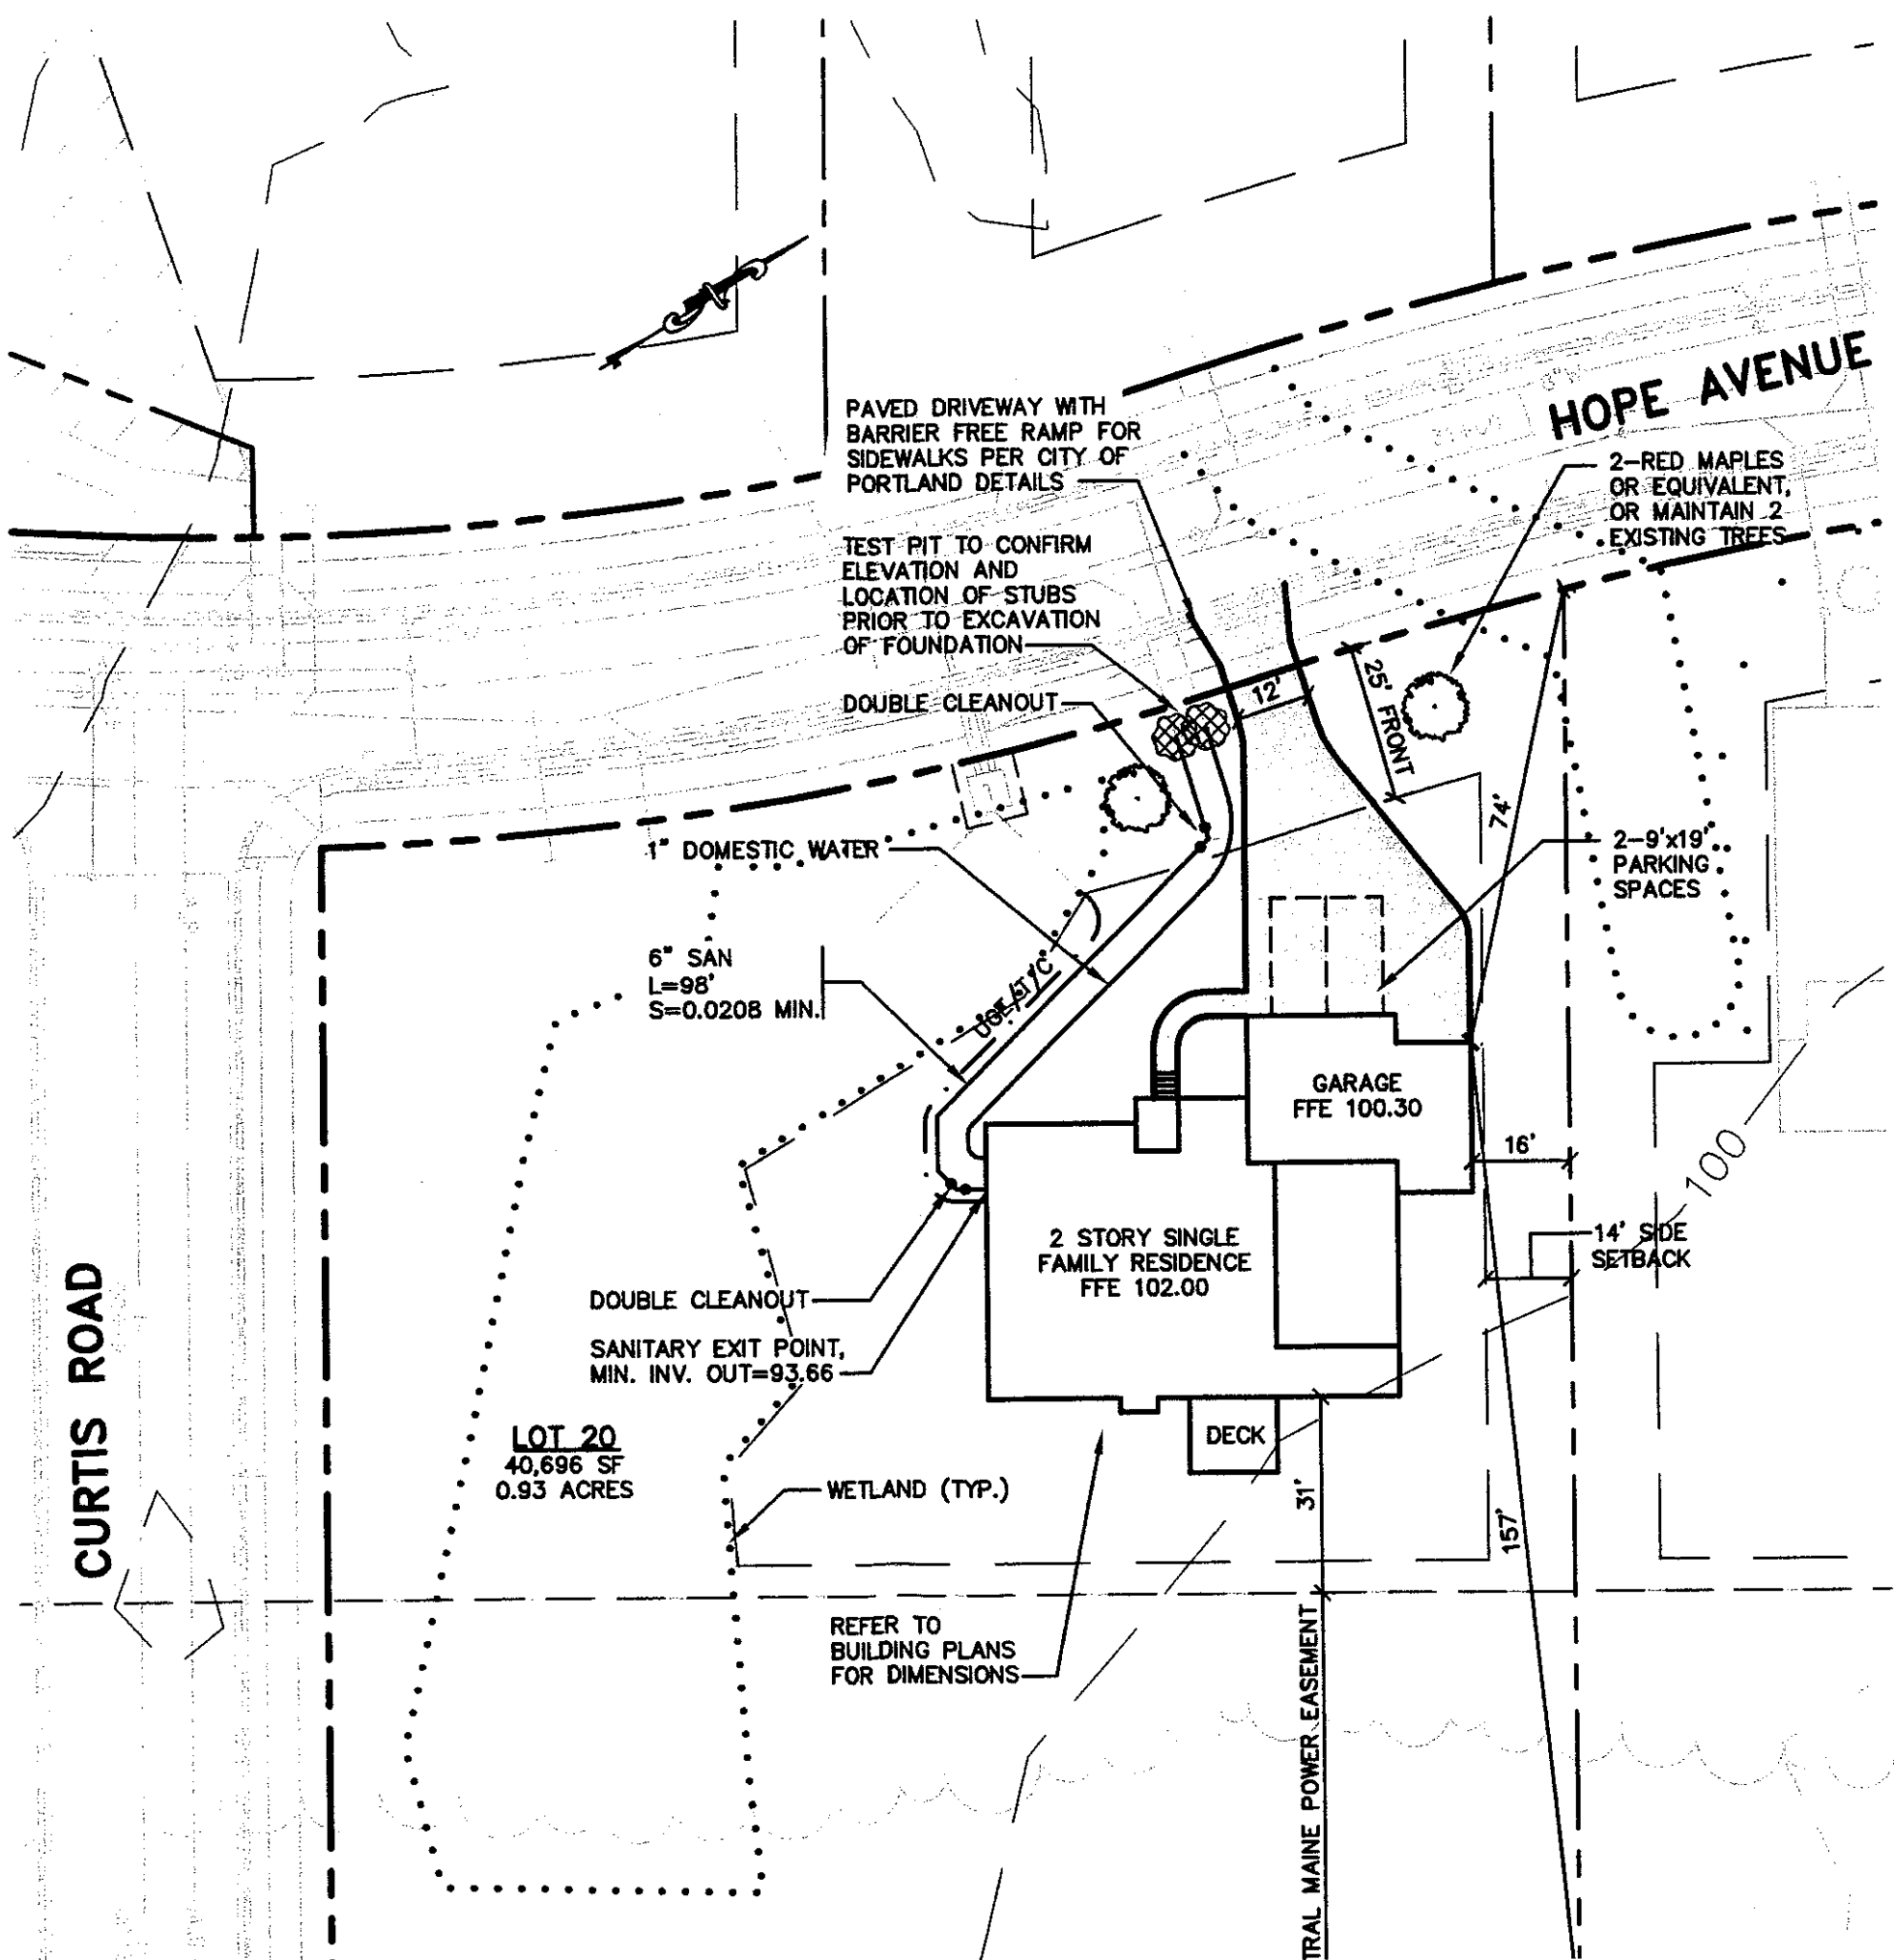 HOPE AVENUE
PAVED DRIVEWAY WITH
BARRIER FREE RAMP FOR
SIDEWALKS PER CITY OF
PORTLAND DETAILS
2-RED MAPLES
OR EQUIVALENT,
OR MAINTAIN 2
EXISTING TREES
TEST PIT TO CONFIRM
ELEVATION AND
LOCATION OF STUBS
PRIOR TO EXCAVATION
OF FOUNDATION
DOUBLE CLEANOUT
12'
25' FRONT
74'
1" DOMESTIC WATER
2-9'x19'
PARKING
SPACES
6" SAN
L=98'
S=0.0208 MIN.
UGE/T/C
GARAGE
FFE 100.30
16'
100
14' SIDE
SETBACK
2 STORY SINGLE
FAMILY RESIDENCE
FFE 102.00
DOUBLE CLEANOUT
SANITARY EXIT POINT,
MIN. INV. OUT=93.66
CURTIS ROAD
LOT 20
40,696 SF
0.93 ACRES
DECK
WETLAND (TYP.)
31'
157'
REFER TO
BUILDING PLANS
FOR DIMENSIONS
TRAL MAINE POWER EASEMENT